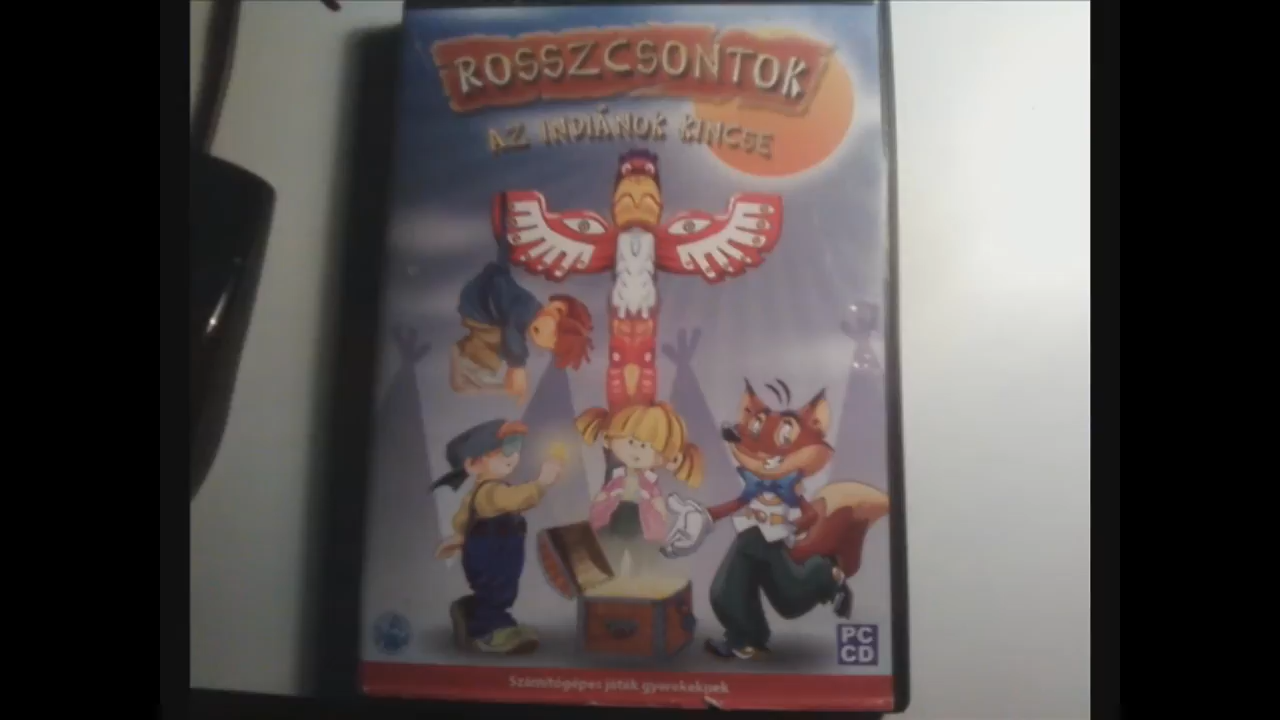 ROSSZCSONTOK
AZ INDIÁNOK KINCSE
PC
CD
Számítógépes játék gyerekeknek